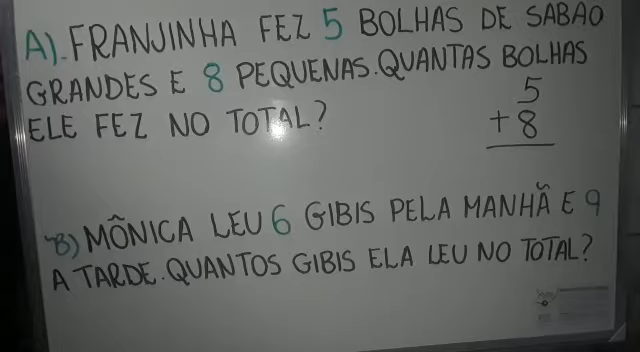 A). FRANJINHA FEZ 5 BOLHAS DE SABÃO
GRANDES E 8 PEQUENAS. QUANTAS BOLHAS
ELE FEZ NO TOTAL?
5
+ 8
B) MÔNICA LEU 6 GIBIS PELA MANHÃ E 9
A TARDE. QUANTOS GIBIS ELA LEU NO TOTAL?